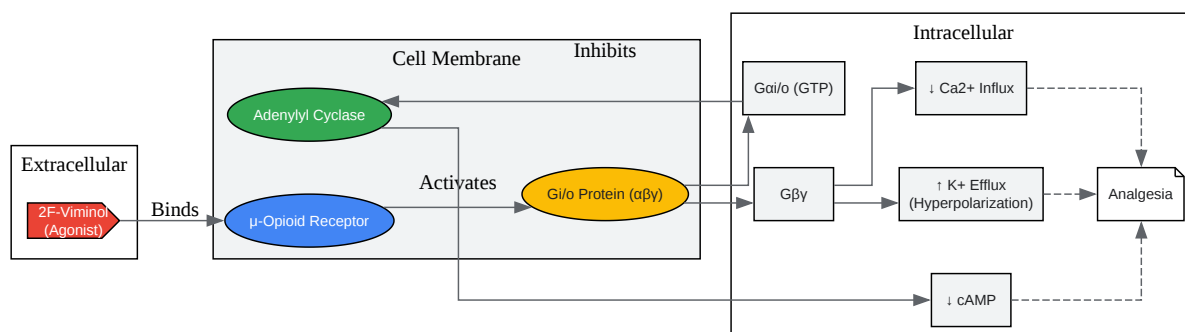 Extracellular
2F-Viminol
(Agonist)
Binds
Cell Membrane
Inhibits
Adenylyl Cyclase
Activates
μ-Opioid Receptor
Gi/o Protein (αβγ)
Intracellular
Gαi/o (GTP)
↓ Ca2+ Influx
Gβγ
↑ K+ Efflux
(Hyperpolarization)
Analgesia
↓ cAMP